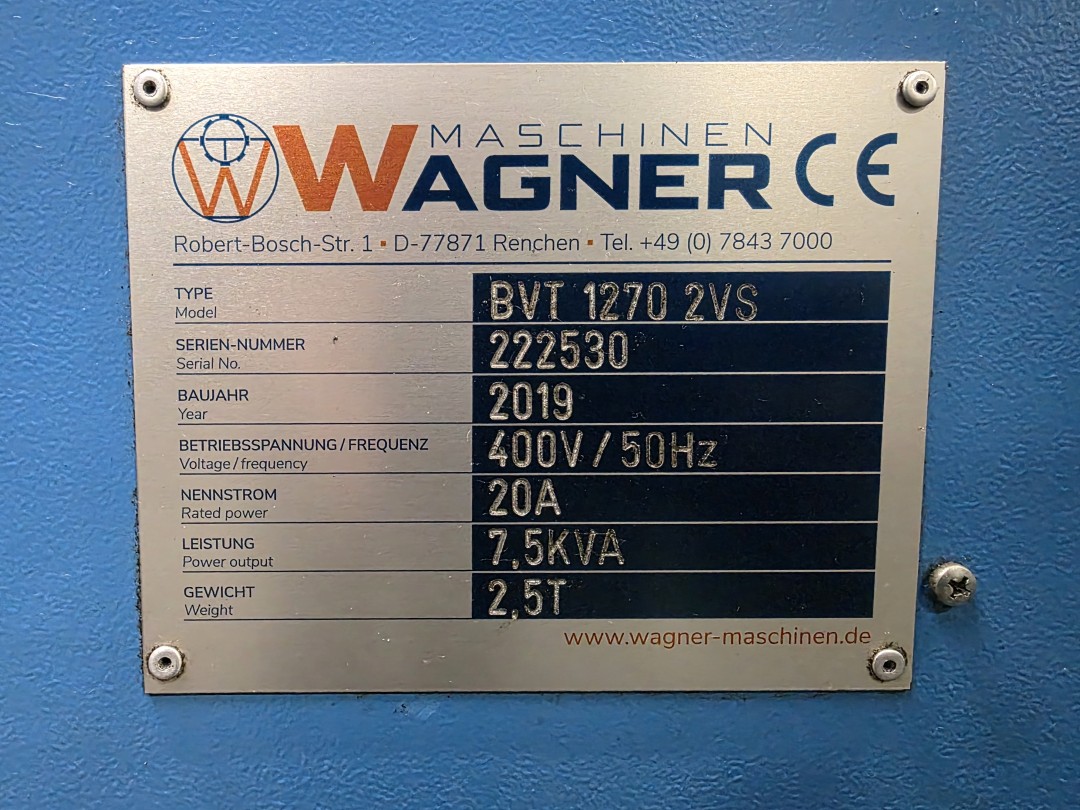 MASCHINEN
WAGNER CE
Robert-Bosch-Str. 1 ▪ D-77871 Renchen ▪ Tel. +49 (0) 7843 7000
TYPE
Model
BVT 1270 2VS
SERIEN-NUMMER
Serial No.
222530
BAUJAHR
Year
2019
BETRIEBSSPANNUNG/FREQUENZ
Voltage/frequency
400V/50Hz
NENNSTROM
Rated power
20A
LEISTUNG
Power output
7,5KVA
GEWICHT
Weight
2,5T
www.wagner-maschinen.de